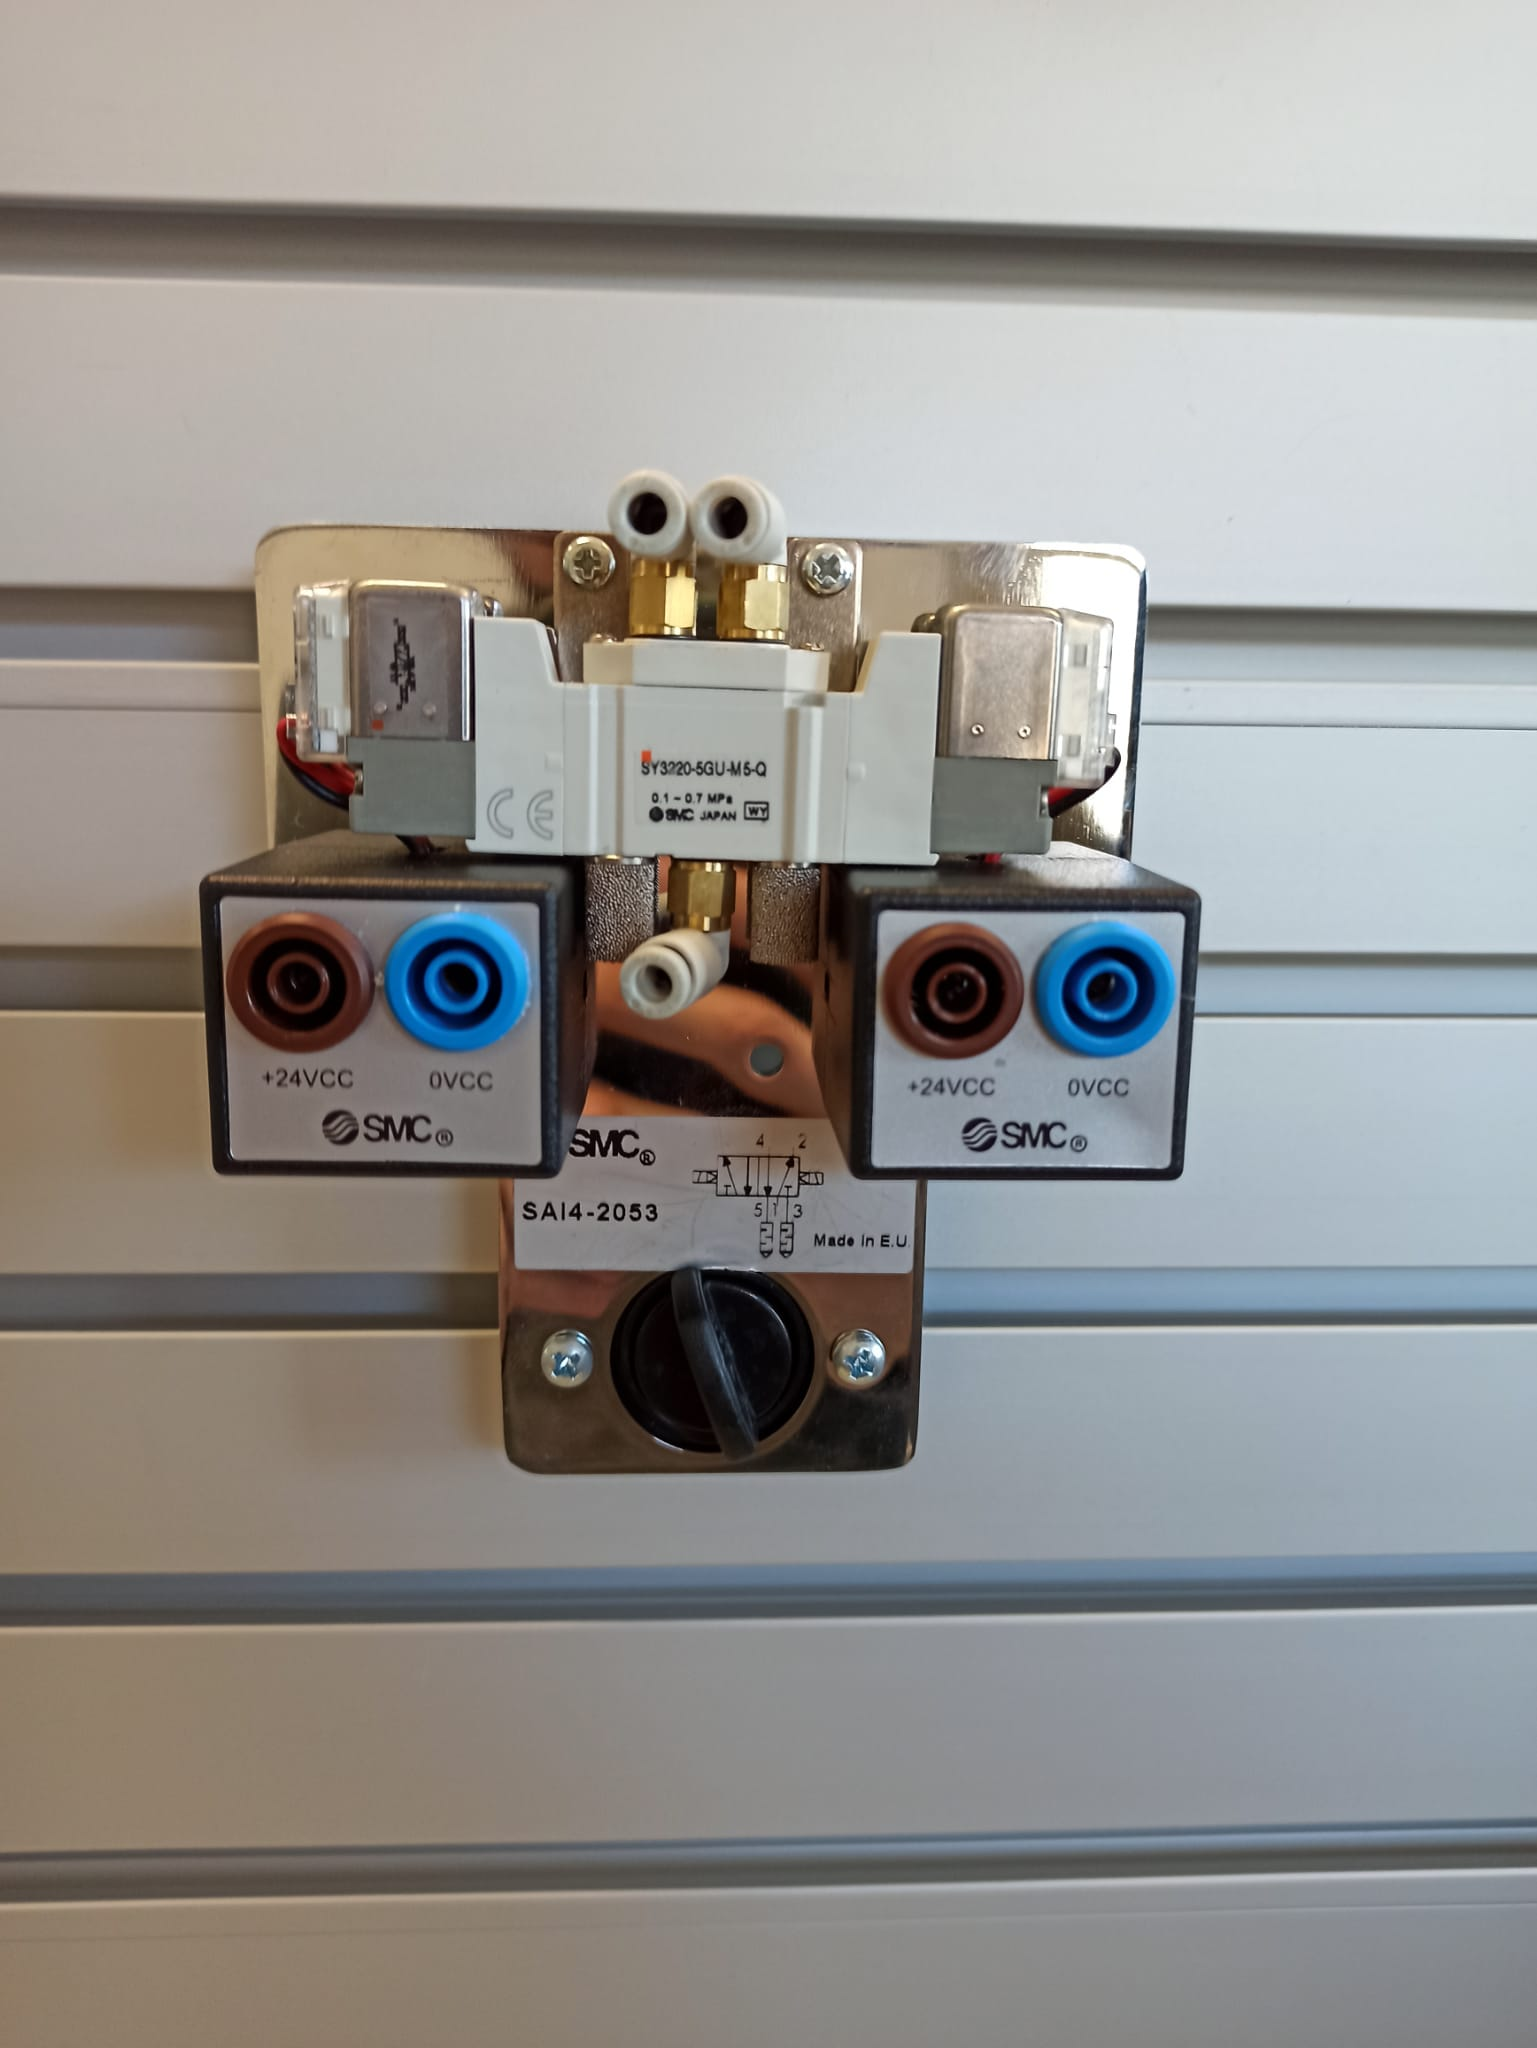 SY3220-5GU-M5-Q
0.1 - 0.7 MPa
SMC JAPAN WY
CE
+24VCC 0VCC
SMC®
+24VCC 0VCC
SMC®
SMC®
4 2
5 1 3
SAI4-2053
Made in E.U.